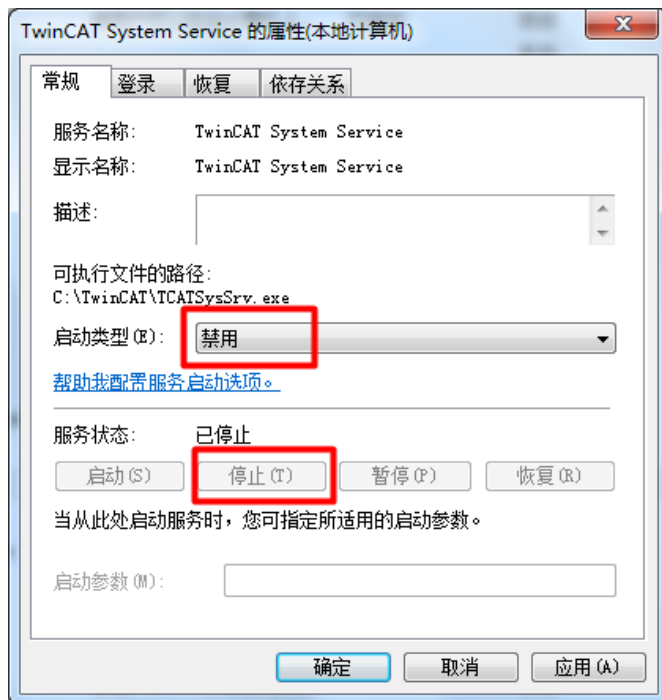 TwinCAT System Service 的属性(本地计算机)
常规 登录 恢复 依存关系
服务名称: TwinCAT System Service
显示名称: TwinCAT System Service
描述:
可执行文件的路径:
C:\TwinCAT\TCATSysSrv.exe
启动类型(E): 禁用
帮助我配置服务启动选项。
服务状态: 已停止
启动(S) 停止(T) 暂停(P) 恢复(R)
当从此处启动服务时，您可指定所适用的启动参数。
启动参数(M):
确定 取消 应用(A)